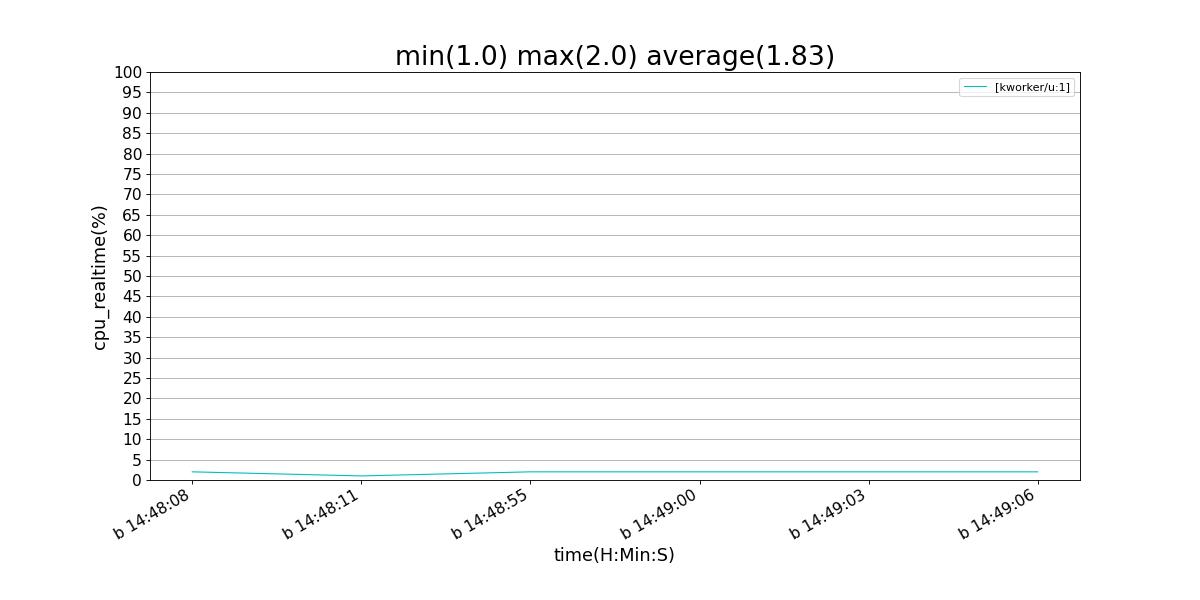 min(1.0) max(2.0) average(1.83)
[kworker/u:1]
cpu_realtime(%)
100
95
90
85
80
75
70
65
60
55
50
45
40
35
30
25
20
15
10
5
0
b 14:48:08
b 14:48:11
b 14:48:55
b 14:49:00
b 14:49:03
b 14:49:06
time(H:Min:S)